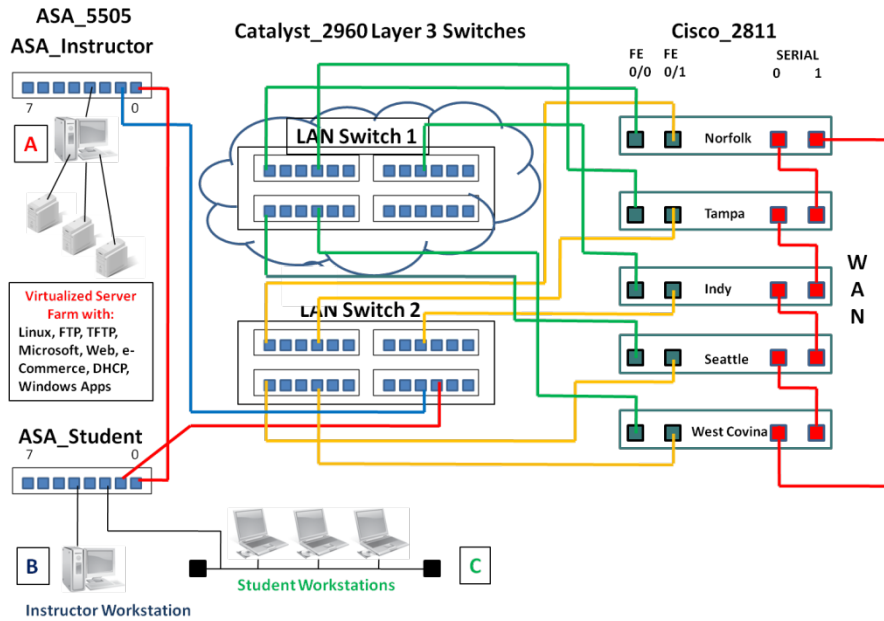 ASA_5505
ASA_Instructor
7
0
A
Virtualized Server
Farm with:
Linux, FTP, TFTP,
Microsoft, Web, e-
Commerce, DHCP,
Windows Apps
ASA_Student
7
0
B
Instructor Workstation
Student Workstations
C
Catalyst_2960 Layer 3 Switches
LAN Switch 1
LAN Switch 2
Cisco_2811
FE
0/0
FE
0/1
SERIAL
0
1
Norfolk
Tampa
Indy
Seattle
West Covina
W
A
N